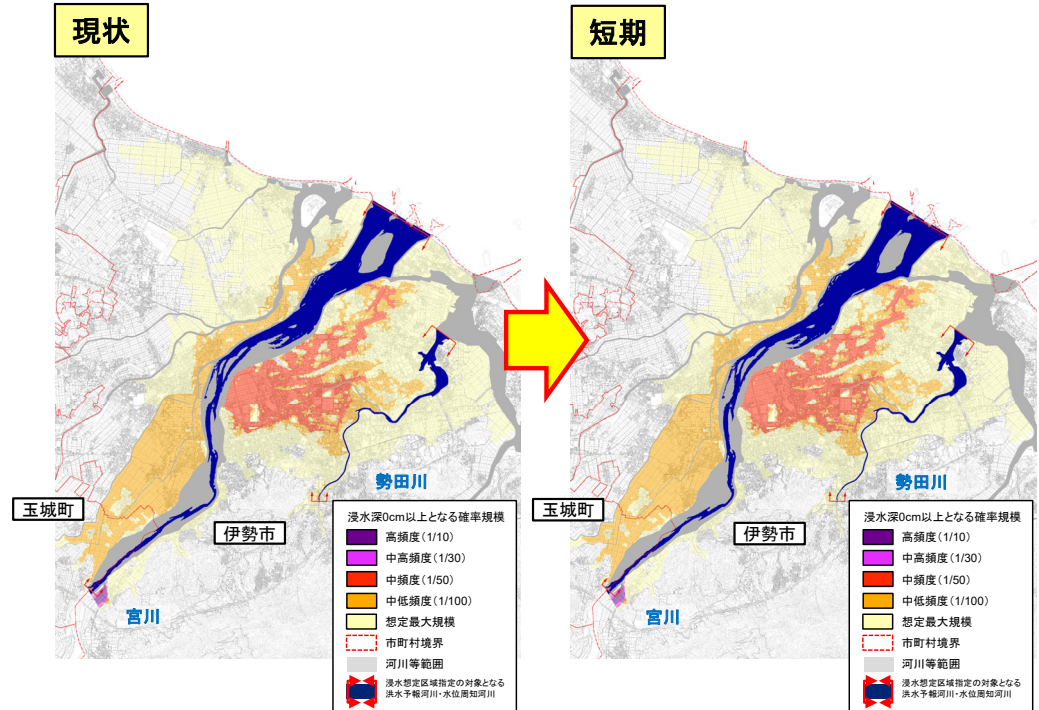 現状
玉城町
伊勢市
勢田川
宮川
浸水深0cm以上となる確率規模
高頻度(1/10)
中高頻度(1/30)
中頻度(1/50)
中低頻度(1/100)
想定最大規模
市町村境界
河川等範囲
浸水想定区域指定の対象となる
洪水予報河川・水位周知河川
短期
玉城町
伊勢市
勢田川
宮川
浸水深0cm以上となる確率規模
高頻度(1/10)
中高頻度(1/30)
中頻度(1/50)
中低頻度(1/100)
想定最大規模
市町村境界
河川等範囲
浸水想定区域指定の対象となる
洪水予報河川・水位周知河川